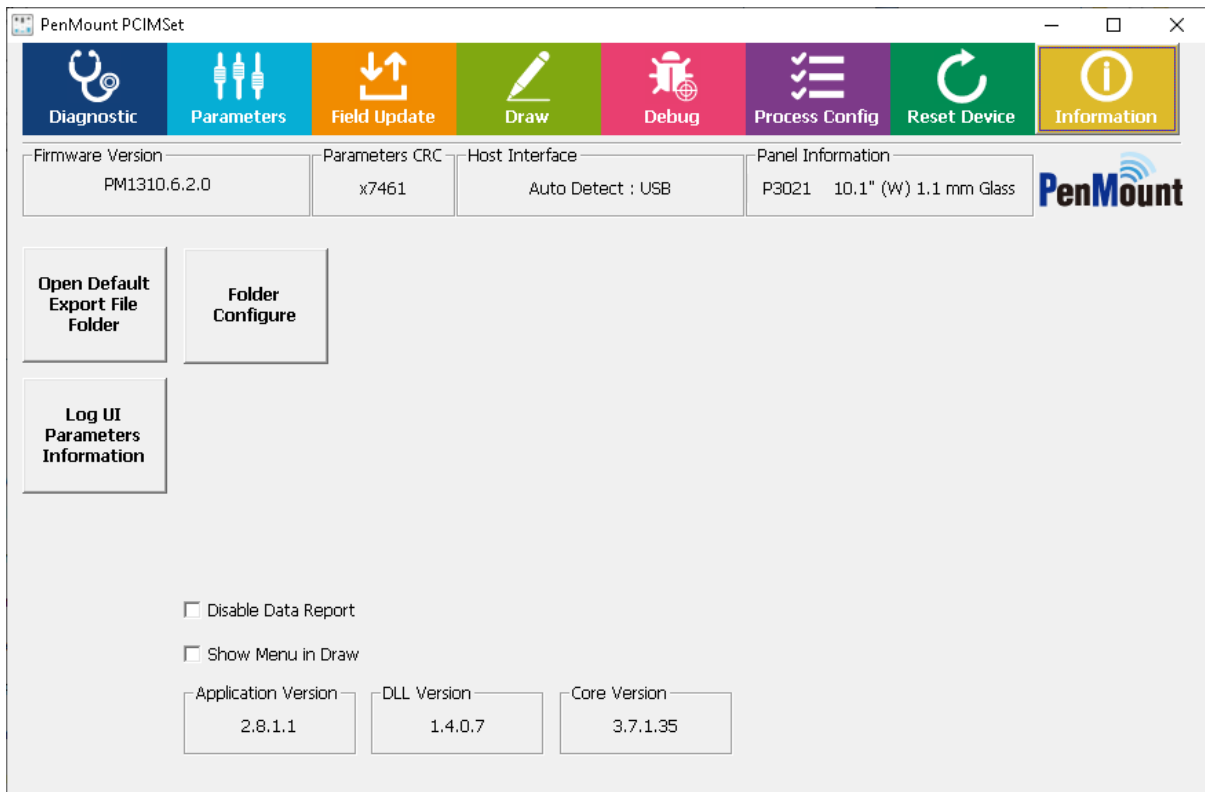 PenMount PCIMSet
Diagnostic
Parameters
Field Update
Draw
Debug
Process Config
Reset Device
Information
Firmware Version
PM1310.6.2.0
Parameters CRC
x7461
Host Interface
Auto Detect : USB
Panel Information
P3021 10.1" (W) 1.1 mm Glass
PenMount
Open Default
Export File
Folder
Folder
Configure
Log UI
Parameters
Information
Disable Data Report
Show Menu in Draw
Application Version
2.8.1.1
DLL Version
1.4.0.7
Core Version
3.7.1.35